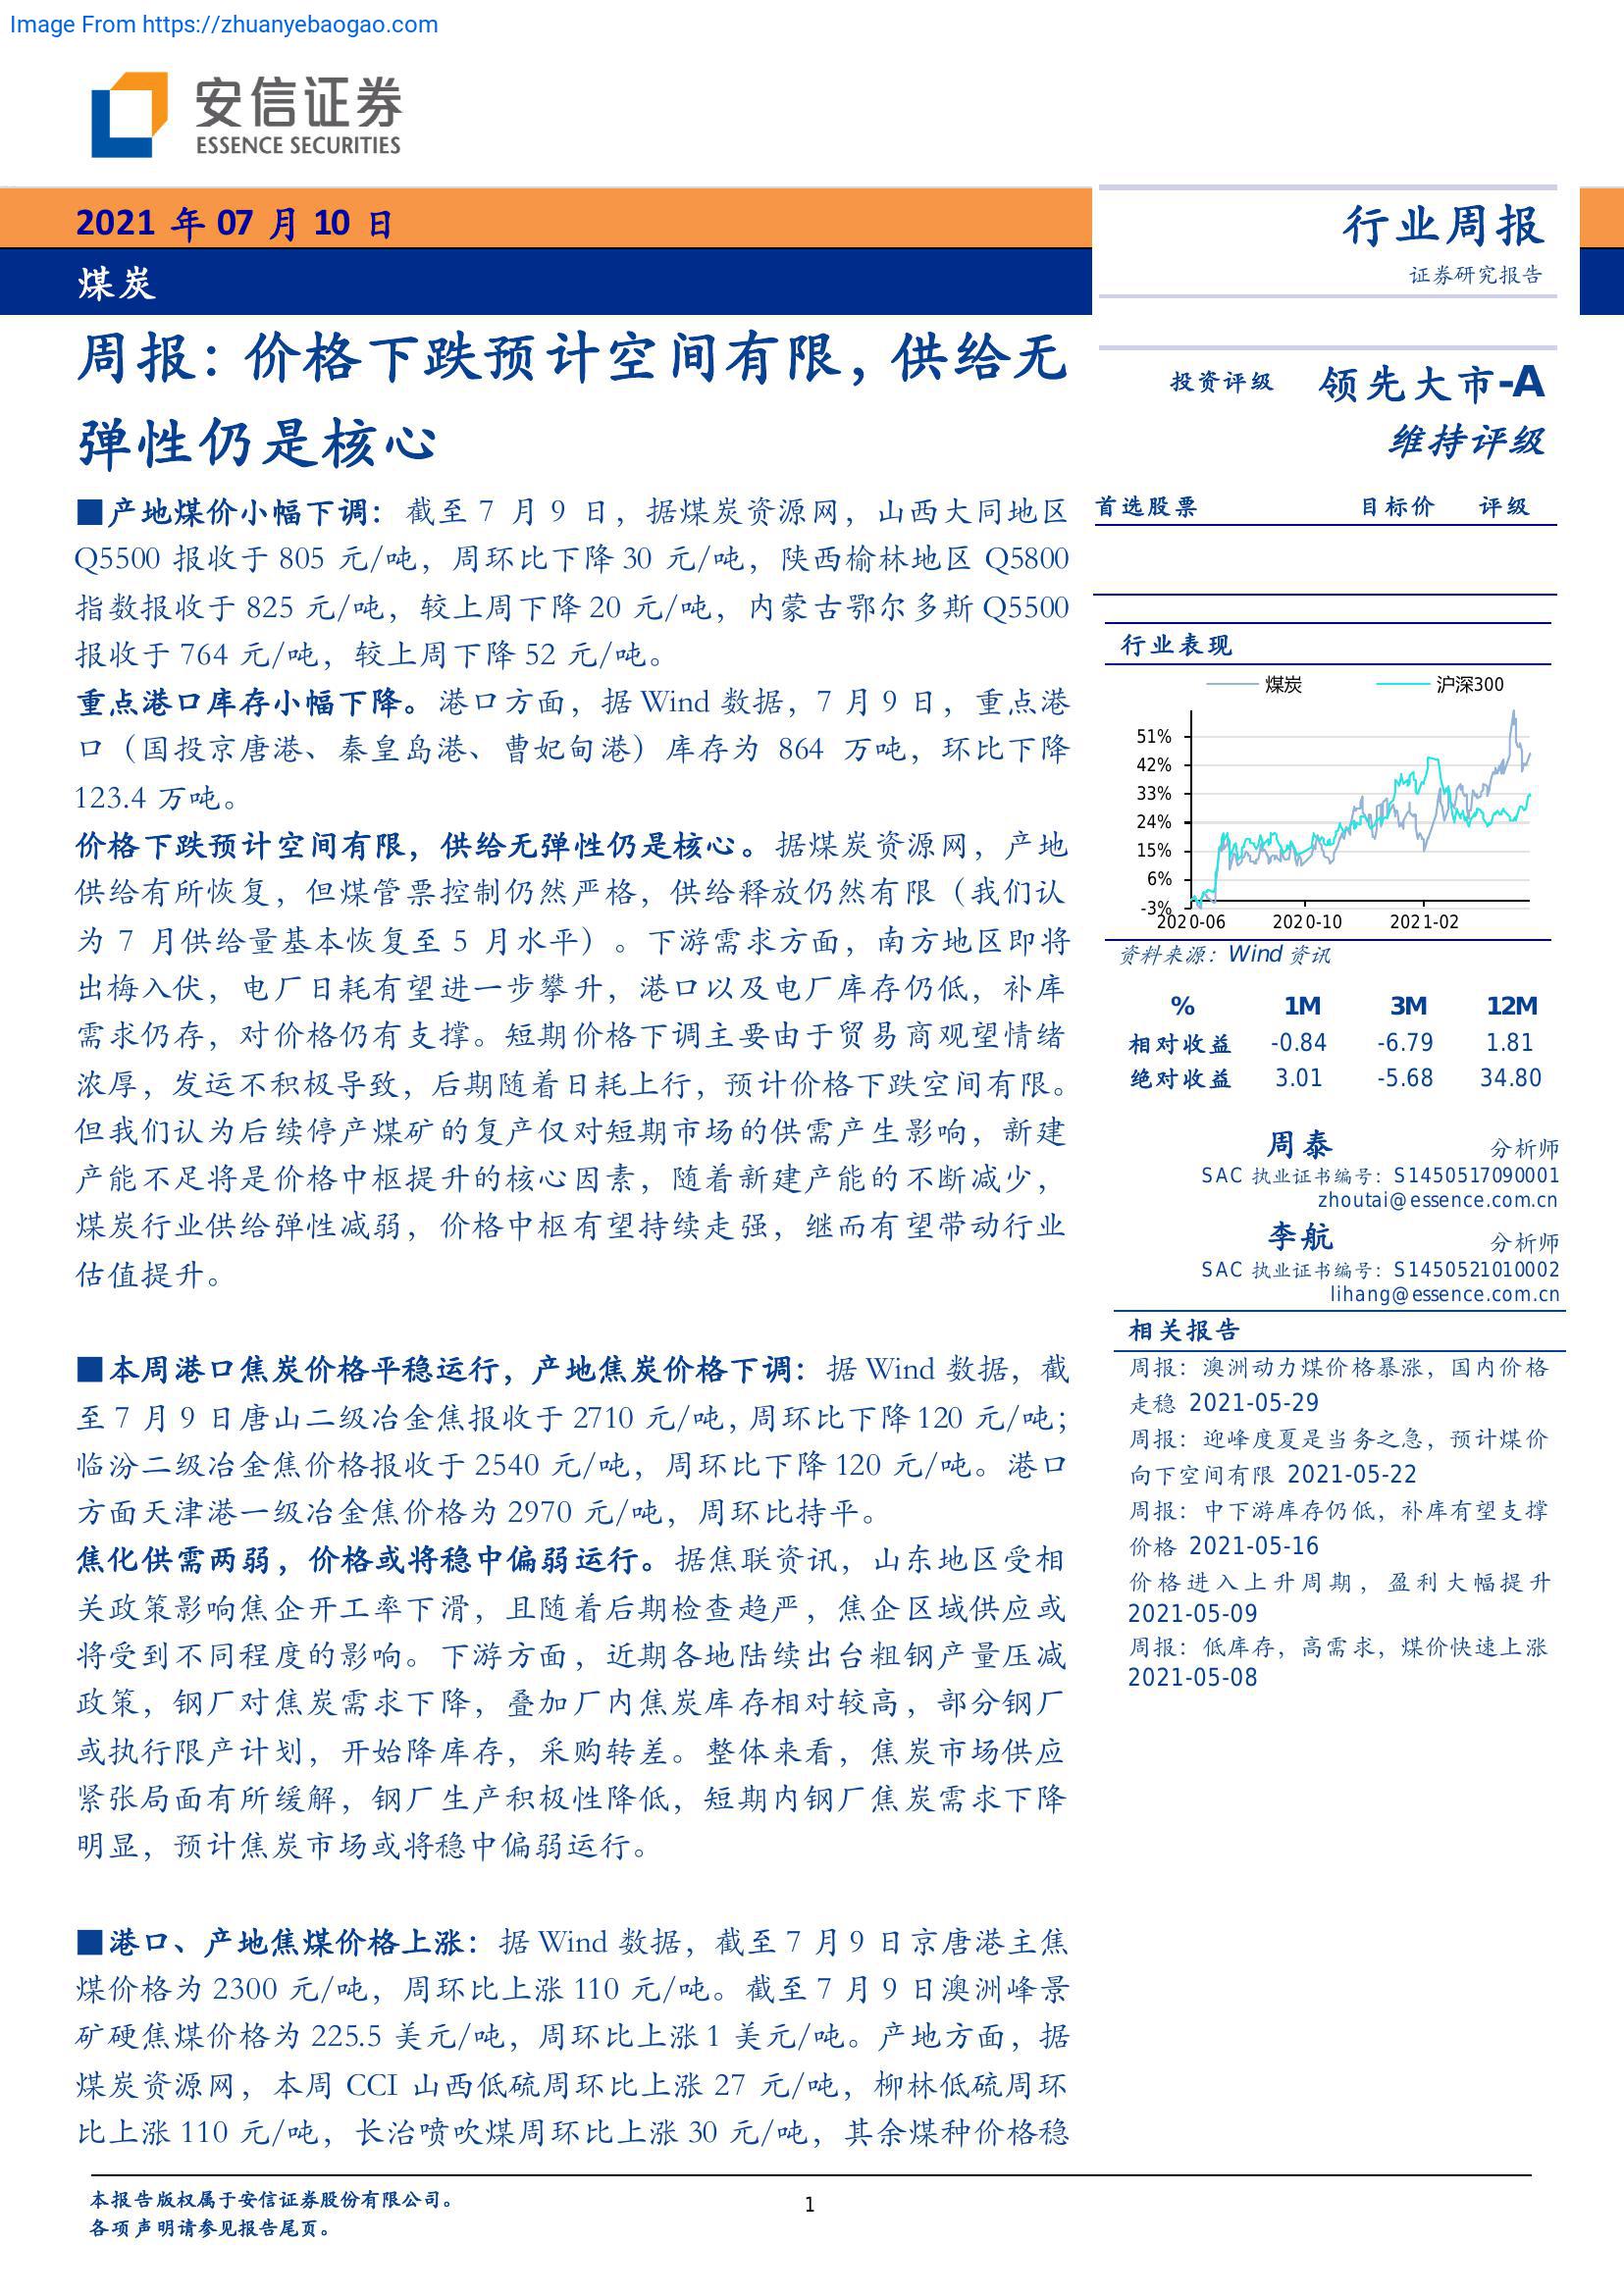 Image From https://zhuanyebaogao.com
安信证券
ESSENCE SECURITIES
2021 年 07 月 10 日
煤炭
行业周报
证券研究报告
周报：价格下跌预计空间有限，供给无
弹性仍是核心
■产地煤价小幅下调：截至 7 月 9 日，据煤炭资源网，山西大同地区
Q5500 报收于 805 元/吨，周环比下降 30 元/吨，陕西榆林地区 Q5800
指数报收于 825 元/吨，较上周下降 20 元/吨，内蒙古鄂尔多斯 Q5500
报收于 764 元/吨，较上周下降 52 元/吨。
重点港口库存小幅下降。港口方面，据 Wind 数据，7 月 9 日，重点港
口（国投京唐港、秦皇岛港、曹妃甸港）库存为 864 万吨，环比下降
123.4 万吨。
价格下跌预计空间有限，供给无弹性仍是核心。据煤炭资源网，产地
供给有所恢复，但煤管票控制仍然严格，供给释放仍然有限（我们认
为 7 月供给量基本恢复至 5 月水平）。下游需求方面，南方地区即将
出梅入伏，电厂日耗有望进一步攀升，港口以及电厂库存仍低，补库
需求仍存，对价格仍有支撑。短期价格下调主要由于贸易商观望情绪
浓厚，发运不积极导致，后期随着日耗上行，预计价格下跌空间有限。
但我们认为后续停产煤矿的复产仅对短期市场的供需产生影响，新建
产能不足将是价格中枢提升的核心因素，随着新建产能的不断减少，
煤炭行业供给弹性减弱，价格中枢有望持续走强，继而有望带动行业
估值提升。
■本周港口焦炭价格平稳运行，产地焦炭价格下调：据 Wind 数据，截
至 7 月 9 日唐山二级冶金焦报收于 2710 元/吨，周环比下降 120 元/吨；
临汾二级冶金焦价格报收于 2540 元/吨，周环比下降 120 元/吨。港口
方面天津港一级冶金焦价格为 2970 元/吨，周环比持平。
焦化供需两弱，价格或将稳中偏弱运行。据焦联资讯，山东地区受相
关政策影响焦企开工率下滑，且随着后期检查趋严，焦企区域供应或
将受到不同程度的影响。下游方面，近期各地陆续出台粗钢产量压减
政策，钢厂对焦炭需求下降，叠加厂内焦炭库存相对较高，部分钢厂
或执行限产计划，开始降库存，采购转差。整体来看，焦炭市场供应
紧张局面有所缓解，钢厂生产积极性降低，短期内钢厂焦炭需求下降
明显，预计焦炭市场或将稳中偏弱运行。
■港口、产地焦煤价格上涨：据 Wind 数据，截至 7 月 9 日京唐港主焦
煤价格为 2300 元/吨，周环比上涨 110 元/吨。截至 7 月 9 日澳洲峰景
矿硬焦煤价格为 225.5 美元/吨，周环比上涨 1 美元/吨。产地方面，据
煤炭资源网，本周 CCI 山西低硫周环比上涨 27 元/吨，柳林低硫周环
比上涨 110 元/吨，长治喷吹煤周环比上涨 30 元/吨，其余煤种价格稳
投资评级 领先大市-A
维持评级
首选股票 目标价 评级
行业表现
煤炭 沪深300
51%
42%
33%
24%
15%
6%
-3%
2020-06 2020-10 2021-02
资料来源：Wind 资讯
% 1M 3M 12M
相对收益 -0.84 -6.79 1.81
绝对收益 3.01 -5.68 34.80
周泰 分析师
SAC 执业证书编号：S1450517090001
zhoutai@essence.com.cn
李航 分析师
SAC 执业证书编号：S1450521010002
lihang@essence.com.cn
相关报告
周报：澳洲动力煤价格暴涨，国内价格
走稳 2021-05-29
周报：迎峰度夏是当务之急，预计煤价
向下空间有限 2021-05-22
周报：中下游库存仍低，补库有望支撑
价格 2021-05-16
价格进入上升周期，盈利大幅提升
2021-05-09
周报：低库存，高需求，煤价快速上涨
2021-05-08
本报告版权属于安信证券股份有限公司。
各项声明请参见报告尾页。
1